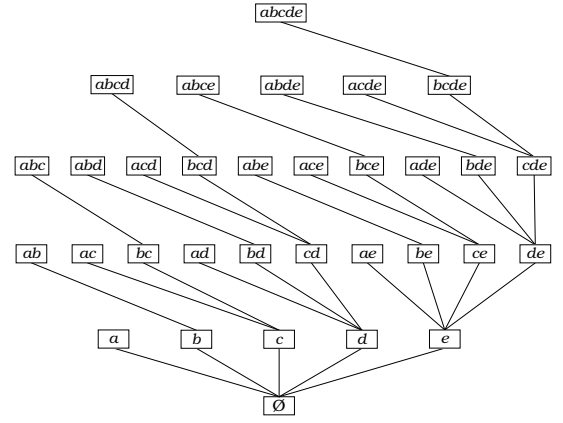 abcde
abcd abce abde acde bcde
abc abd acd bcd abe ace bce ade bde cde
ab ac bc ad bd cd ae be ce de
a b c d e
Ø